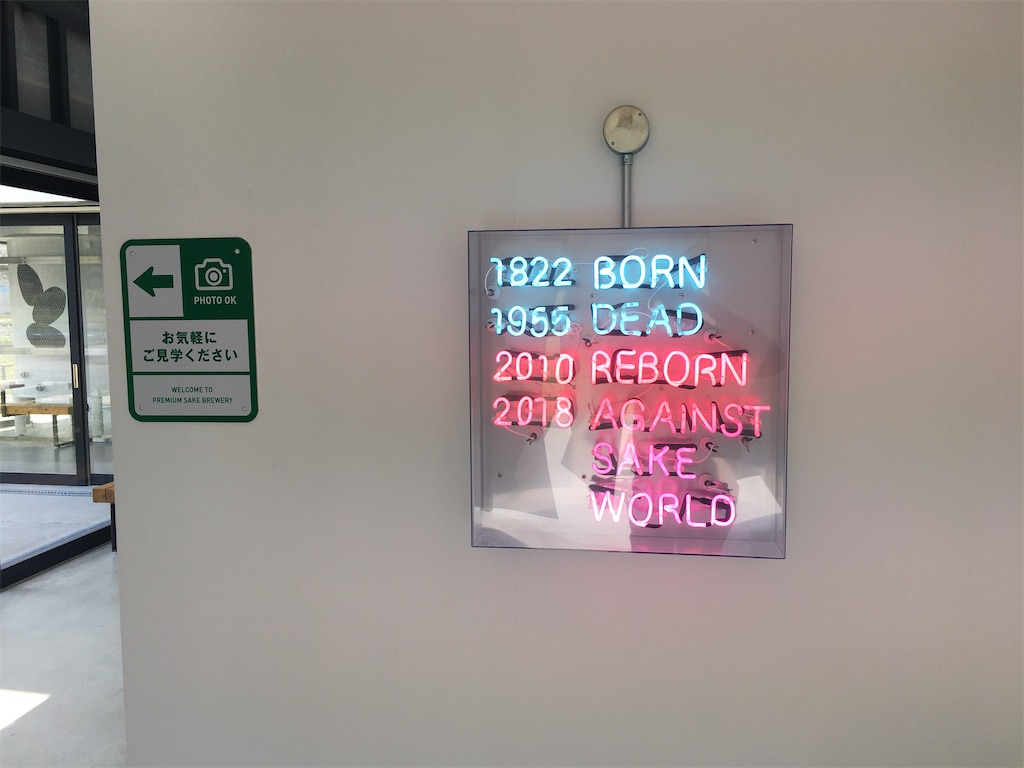 PHOTO OK
お気軽に
ご見学ください
WELCOME TO
PREMIUM SAKE BREWERY
1822 BORN
1955 DEAD
2010 REBORN
2018 AGAINST
SAKE
WORLD